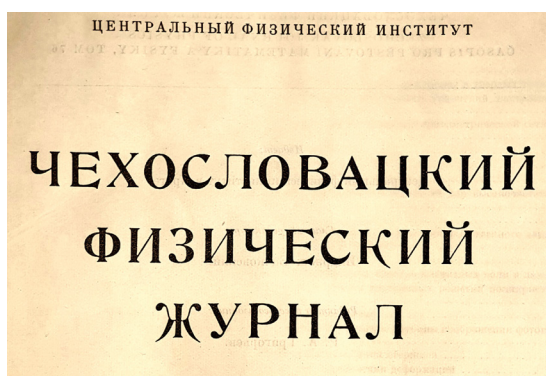 ЦЕНТРАЛЬНЫЙ ФИЗИЧЕСКИЙ ИНСТИТУТ
ЧЕХОСЛОВАЦКИЙ
ФИЗИЧЕСКИЙ
ЖУРНАЛ